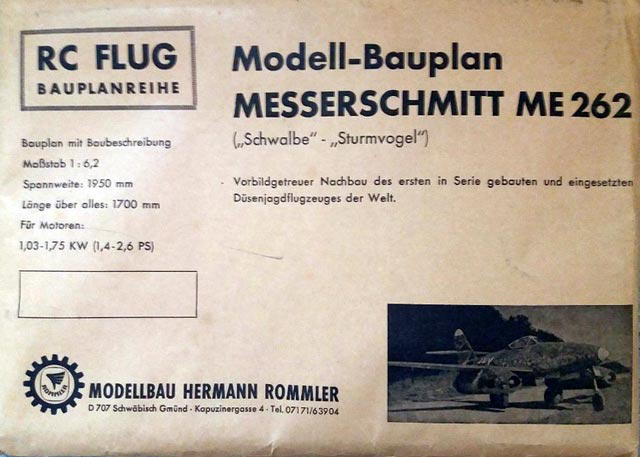 RC FLUG
BAUPLANREIHE
Modell-Bauplan
MESSERSCHMITT ME 262
(„Schwalbe" - „Sturmvogel")
Bauplan mit Baubeschreibung
Maßstab 1 : 6,2
Spannweite: 1950 mm
Länge über alles: 1700 mm
Für Motoren:
1,03-1,75 KW (1,4-2,6 PS)
Vorbildgetreuer Nachbau des ersten in Serie gebauten und eingesetzten
Düsenjagdflugzeuges der Welt.
ROMMLER
MODELLBAU HERMANN ROMMLER
D 707 Schwäbisch Gmünd · Kapuzinergasse 4 · Tel. 07171/63904